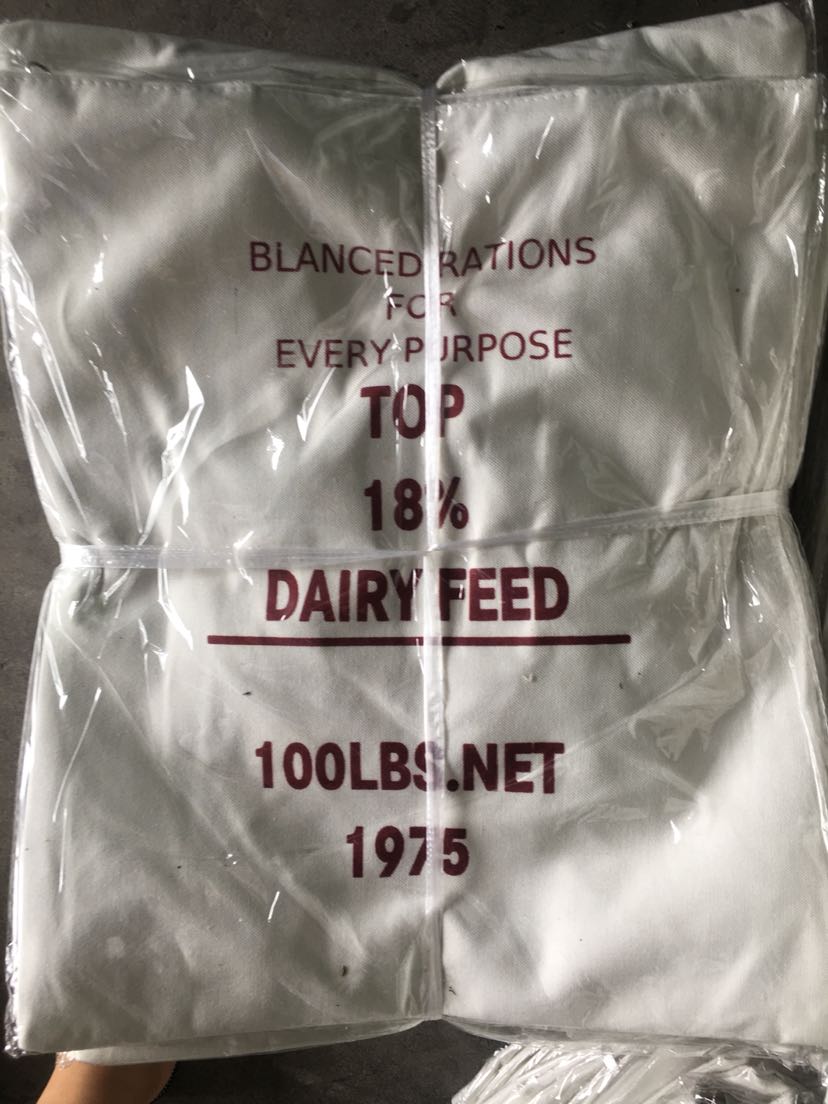 BLANCED RATIONS
FOR
EVERY PURPOSE
TOP
18%
DAIRY FEED
100LBS.NET
1975